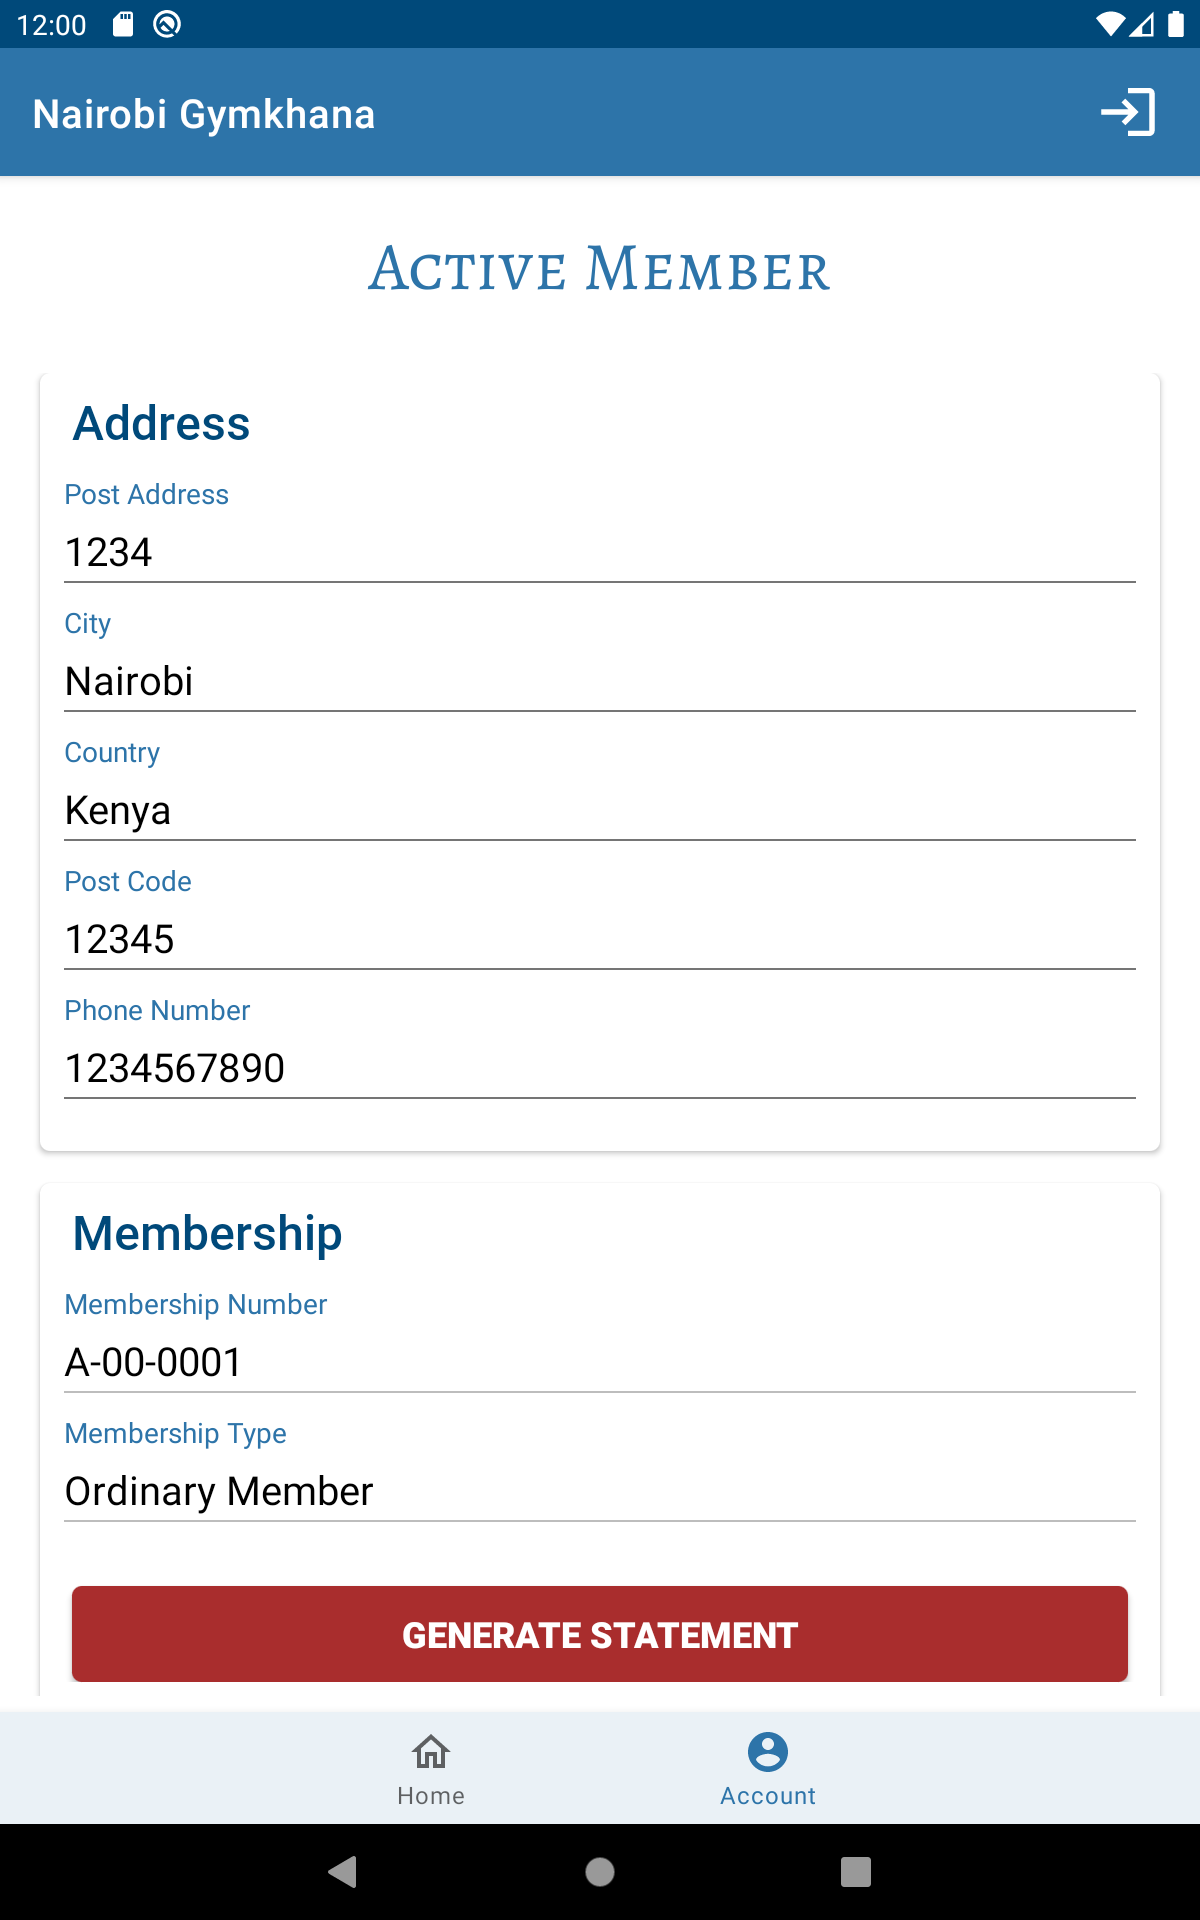 12:00
Nairobi Gymkhana
Active Member
Address
Post Address
1234
City
Nairobi
Country
Kenya
Post Code
12345
Phone Number
1234567890
Membership
Membership Number
A-00-0001
Membership Type
Ordinary Member
GENERATE STATEMENT
Home
Account